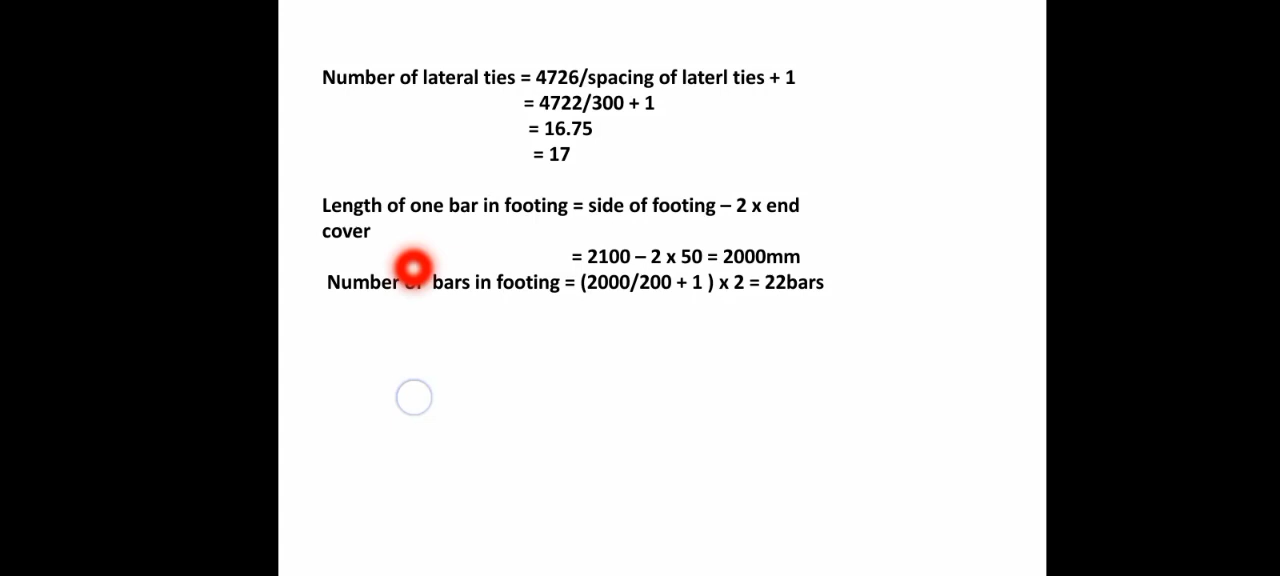 Number of lateral ties = 4726/spacing of laterl ties + 1
= 4722/300 + 1
= 16.75
= 17
Length of one bar in footing = side of footing – 2 x end
cover
= 2100 – 2 x 50 = 2000mm
Number of bars in footing = (2000/200 + 1 ) x 2 = 22bars